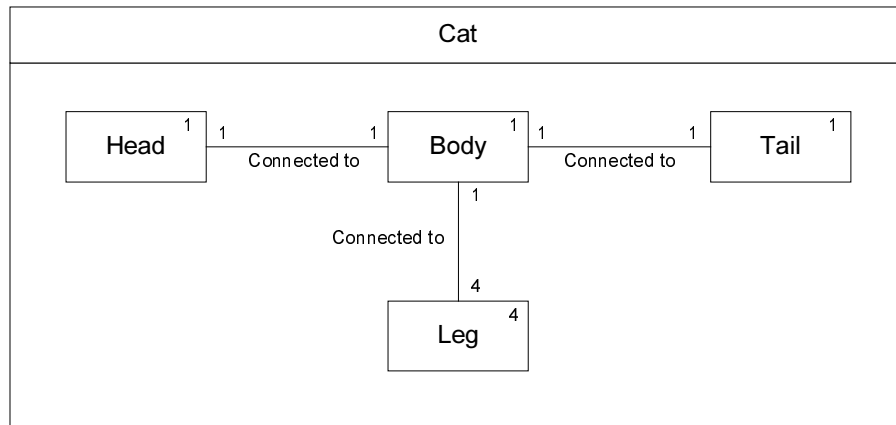 Cat
Head 1
1 1
Connected to
Body 1
1 1
Connected to
Tail 1
1
Connected to
4
Leg 4